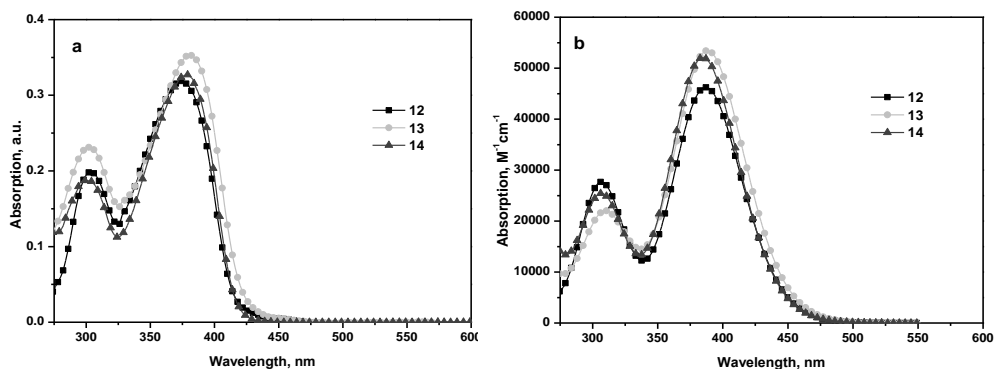 a
0.4
0.3
0.2
0.1
0.0
Absorption, a.u.
300 350 400 450 500 550 600
Wavelength, nm
12
13
14
b
60000
50000
40000
30000
20000
10000
0
Absorption, M⁻¹cm⁻¹
300 350 400 450 500 550 600
Wavelength, nm
12
13
14